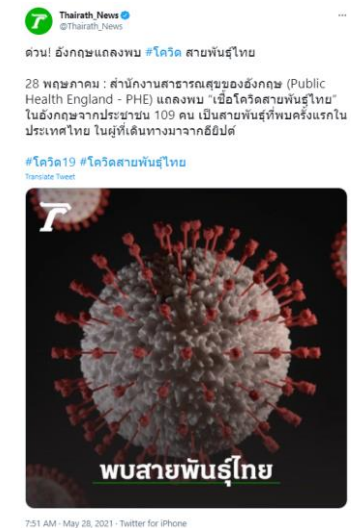 Thairath_News
@Thairath_News
ด่วน! อังกฤษแถลงพบ #โควิด สายพันธุ์ไทย
28 พฤษภาคม : สำนักงานสาธารณสุขของอังกฤษ (Public
Health England - PHE) แถลงพบ "เชื้อโควิดสายพันธุ์ไทย"
ในอังกฤษจากประชาชน 109 คน เป็นสายพันธุ์ที่พบครั้งแรกใน
ประเทศไทย ในผู้ที่เดินทางมาจากอียิปต์
#โควิด19 #โควิดสายพันธุ์ไทย
Translate Tweet
พบสายพันธุ์ไทย
7:51 AM · May 28, 2021 · Twitter for iPhone